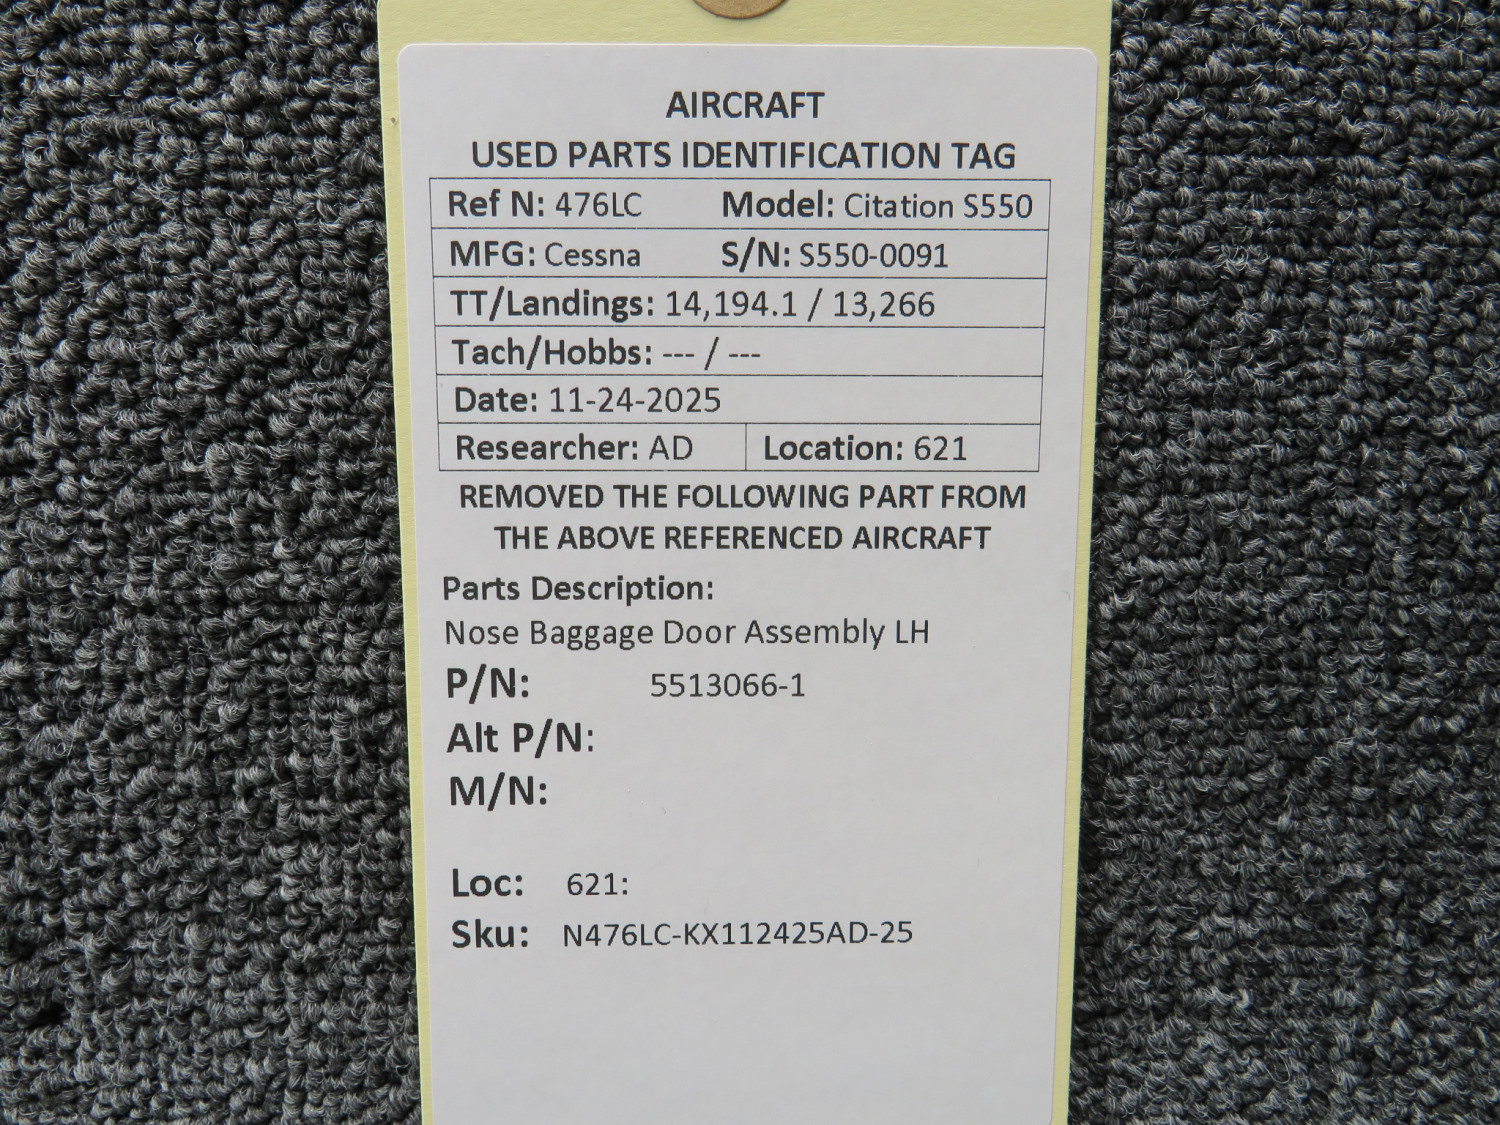 AIRCRAFT
USED PARTS IDENTIFICATION TAG
Ref N: 476LC Model: Citation S550
MFG: Cessna S/N: S550-0091
TT/Landings: 14,194.1 / 13,266
Tach/Hobbs: --- / ---
Date: 11-24-2025
Researcher: AD Location: 621
REMOVED THE FOLLOWING PART FROM
THE ABOVE REFERENCED AIRCRAFT
Parts Description:
Nose Baggage Door Assembly LH
P/N: 5513066-1
Alt P/N:
M/N:
Loc: 621:
Sku: N476LC-KX112425AD-25